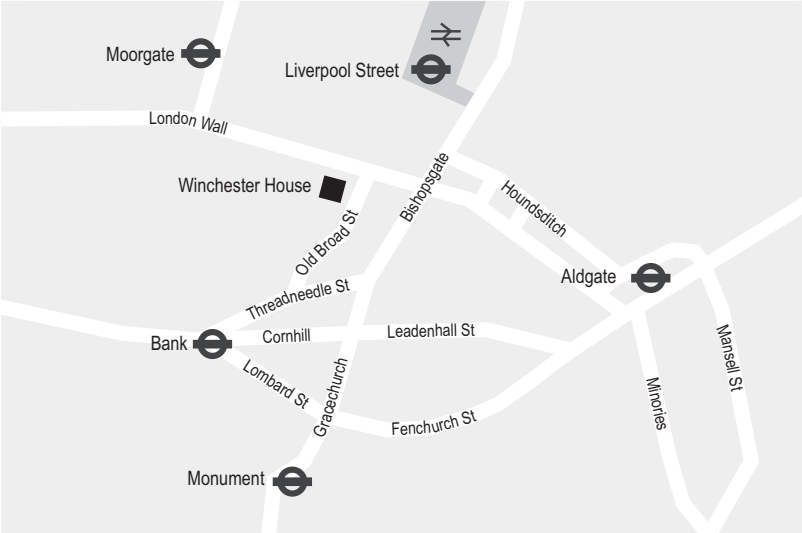 Moorgate
Liverpool Street
London Wall
Winchester House
Bishopsgate
Houndsditch
Old Broad St
Aldgate
Threadneedle St
Bank
Cornhill
Leadenhall St
Mansell St
Lombard St
Gracechurch
Minories
Fenchurch St
Monument